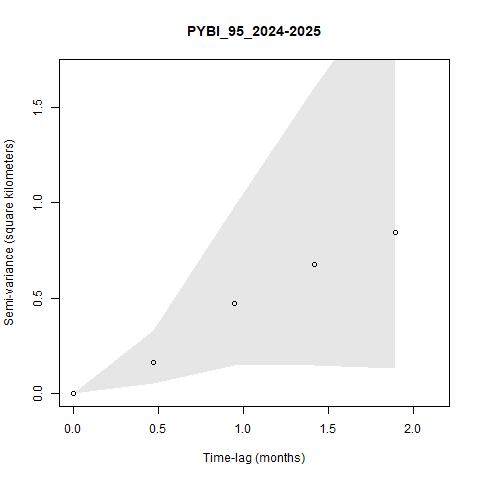 PYBI_95_2024-2025
Semi-variance (square kilometers)
1.5
1.0
0.5
0.0
0.0 0.5 1.0 1.5 2.0
Time-lag (months)